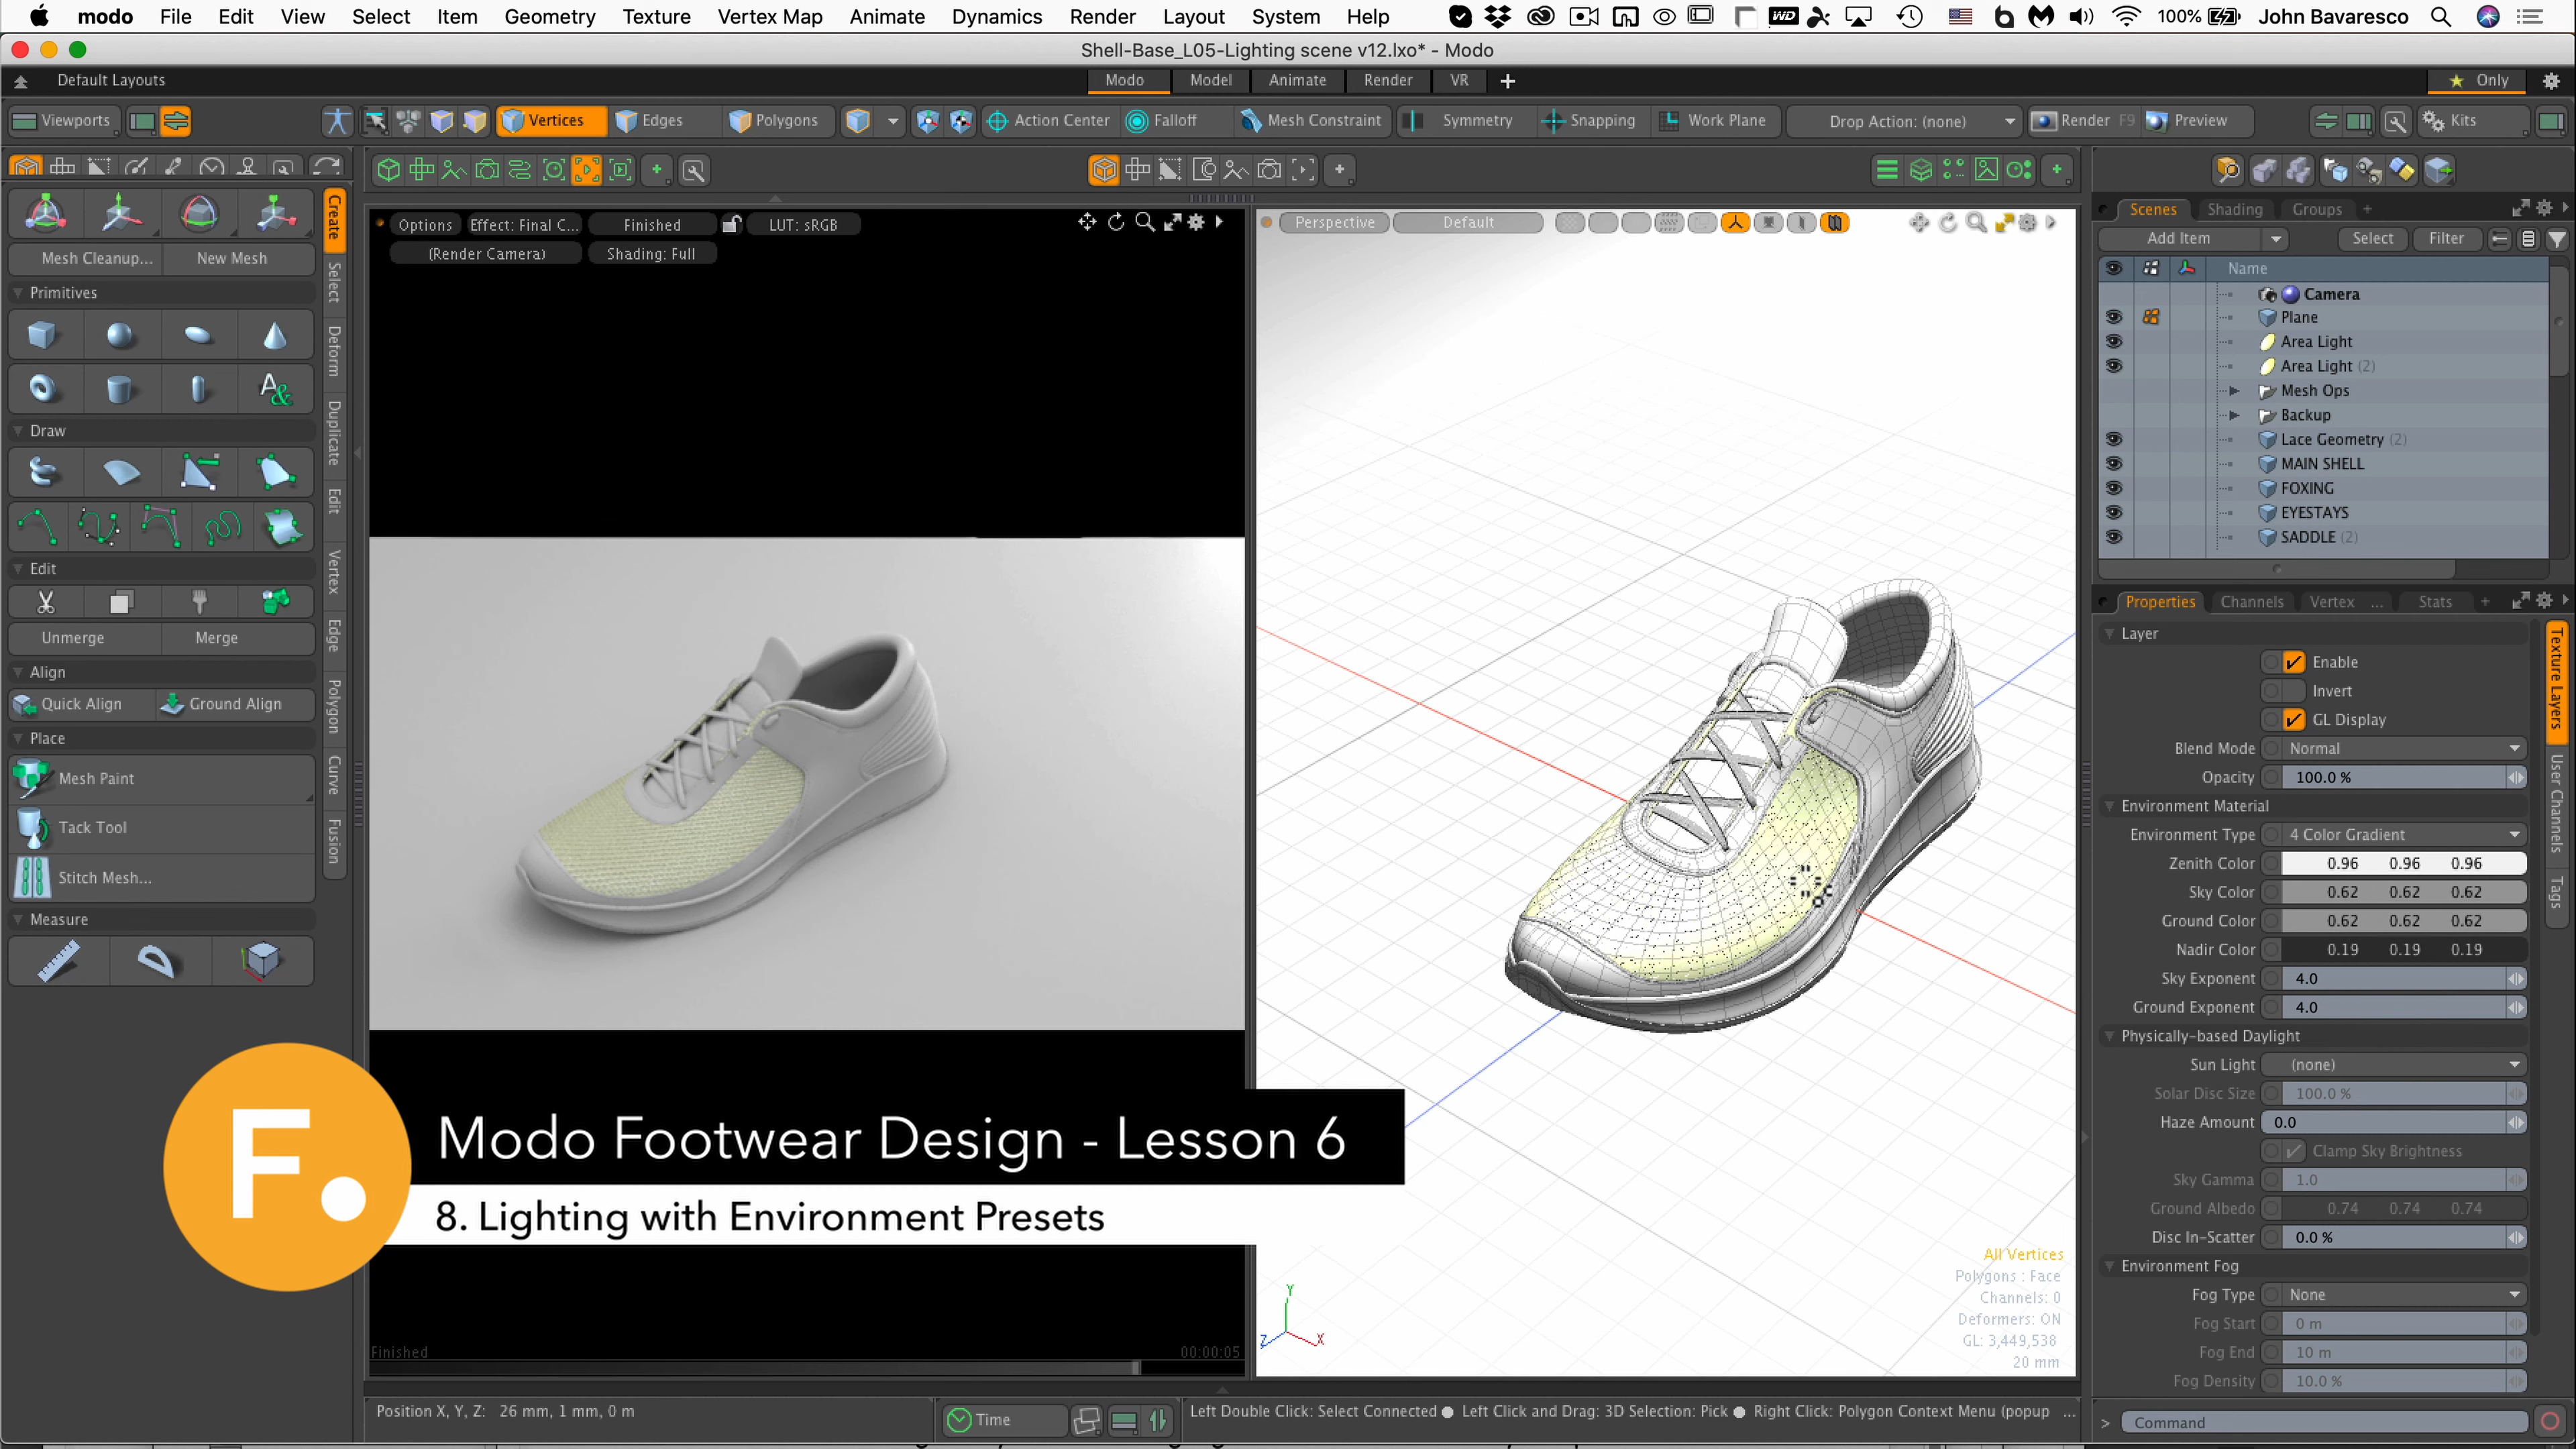 modo File Edit View Select Item Geometry Texture Vertex Map Animate Dynamics Render Layout System Help 100% John Bavaresco
Shell-Base_L05-Lighting scene v12.lxo* - Modo
Default Layouts Modo Model Animate Render VR + Only
Viewports Vertices Edges Polygons Action Center Falloff Mesh Constraint Symmetry Snapping Work Plane Drop Action: (none) Render F9 Preview Kits
Create
Select
Deform
Duplicate
Edit
Vertex
Edge
Polygon
Curve
Fusion
Mesh Cleanup... New Mesh
Primitives
Draw
Edit
Unmerge Merge
Align
Quick Align Ground Align
Place
Mesh Paint
Tack Tool
Stitch Mesh...
Measure
Options Effect: Final C... Finished LUT: sRGB
(Render Camera) Shading: Full
Finished 00:00:05
Perspective Default
All Vertices
Polygons : Face
Channels: 0
Deformers: ON
GL: 3,449,538
20 mm
Y
Z X
F.
Modo Footwear Design - Lesson 6
8. Lighting with Environment Presets
Scenes Shading Groups +
Add Item Select Filter
Name
Camera
Plane
Area Light
Area Light (2)
Mesh Ops
Backup
Lace Geometry (2)
MAIN SHELL
FOXING
EYESTAYS
SADDLE (2)
Properties Channels Vertex ... Stats +
Layer
Enable
Invert
GL Display
Blend Mode Normal
Opacity 100.0 %
Environment Material
Environment Type 4 Color Gradient
Zenith Color 0.96 0.96 0.96
Sky Color 0.62 0.62 0.62
Ground Color 0.62 0.62 0.62
Nadir Color 0.19 0.19 0.19
Sky Exponent 4.0
Ground Exponent 4.0
Physically-based Daylight
Sun Light (none)
Solar Disc Size 100.0 %
Haze Amount 0.0
Clamp Sky Brightness
Sky Gamma 1.0
Ground Albedo 0.74 0.74 0.74
Disc In-Scatter 0.0 %
Environment Fog
Fog Type None
Fog Start 0 m
Fog End 10 m
Fog Density 10.0 %
Texture Layers
User Channels
Tags
Position X, Y, Z: 26 mm, 1 mm, 0 m Time Left Double Click: Select Connected ● Left Click and Drag: 3D Selection: Pick ● Right Click: Polygon Context Menu (popup ...
> Command